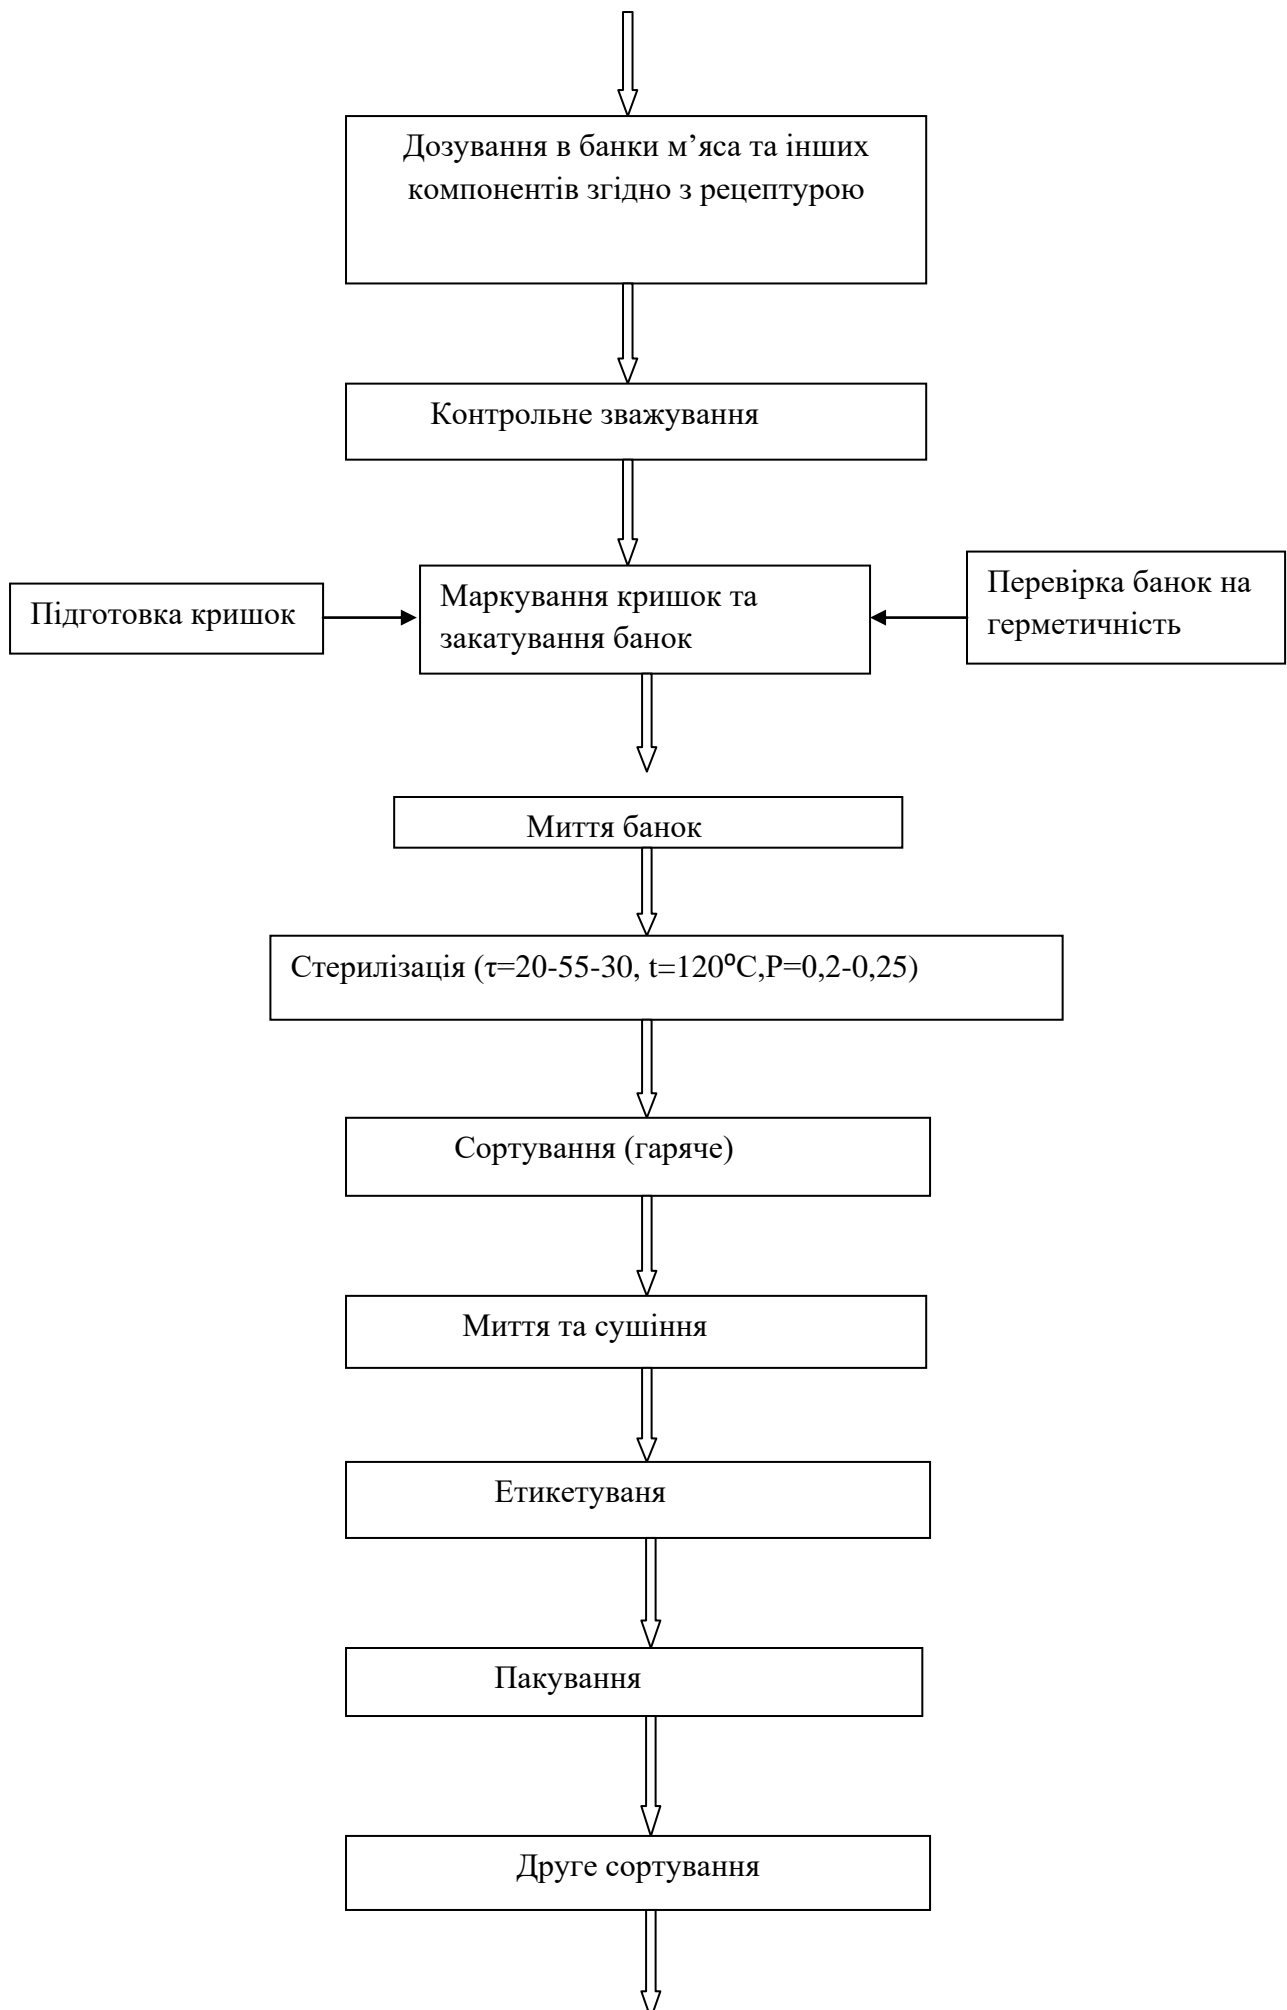 Дозування в банки м’яса та інших
компонентів згідно з рецептурою
Контрольне зважування
Підготовка кришок
Маркування кришок та
закатування банок
Перевірка банок на
герметичність
Миття банок
Стерилізація (τ=20-55-30, t=120⁰С,Р=0,2-0,25)
Сортування (гаряче)
Миття та сушіння
Етикетуваня
Пакування
Друге сортування